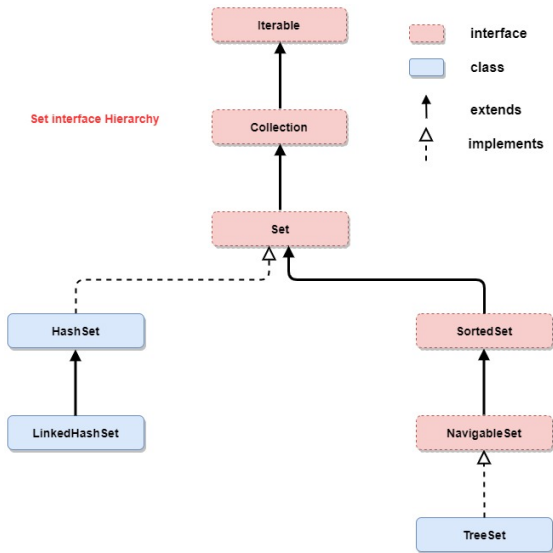 Iterable
interface
class
Set interface Hierarchy
Collection
extends
implements
Set
HashSet
SortedSet
LinkedHashSet
NavigableSet
TreeSet